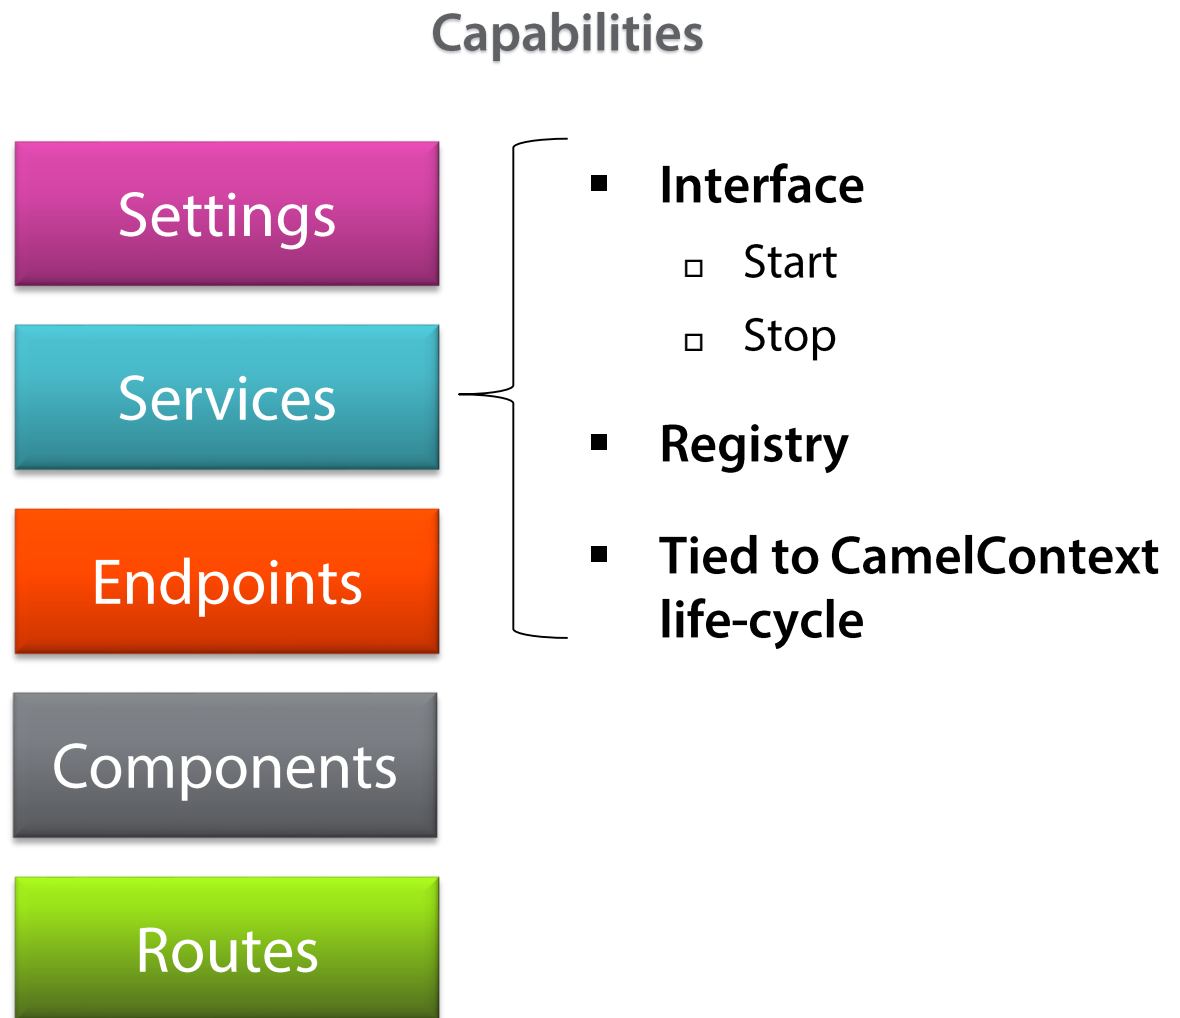 Capabilities
Settings
Services
Endpoints
Components
Routes
Interface
Start
Stop
Registry
Tied to CamelContext
life-cycle